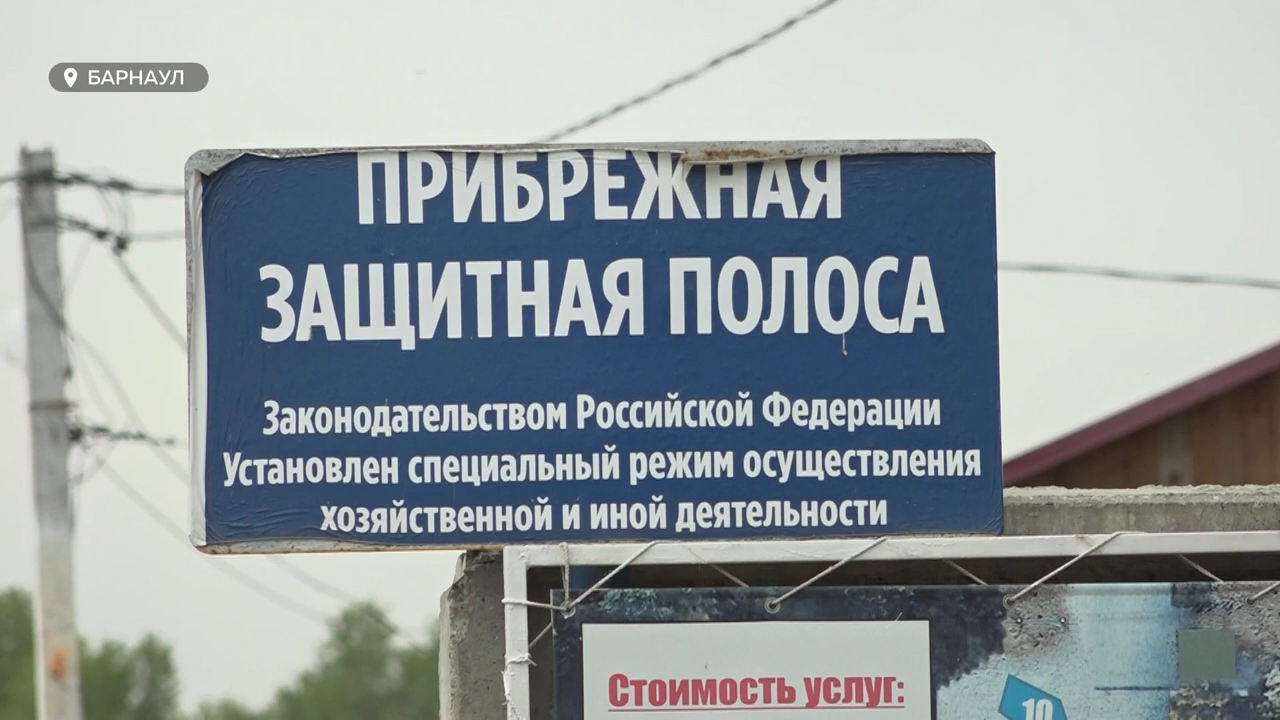 БАРНАУЛ
ПРИБРЕЖНАЯ
ЗАЩИТНАЯ ПОЛОСА
Законодательством Российской Федерации
Установлен специальный режим осуществления
хозяйственной и иной деятельности
Стоимость услуг:
10